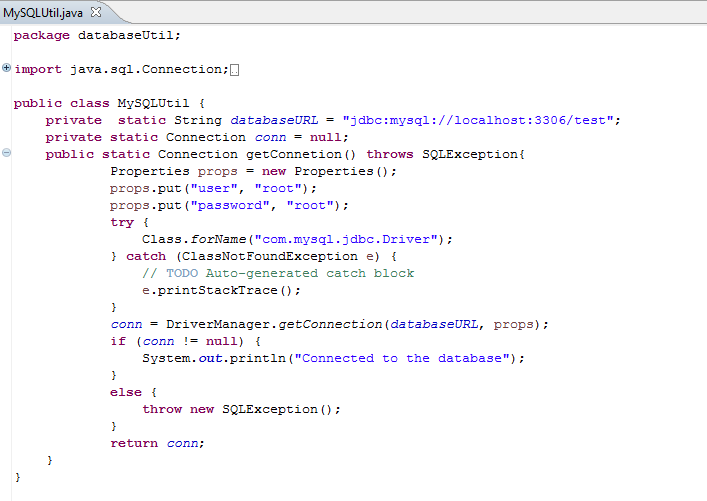 MySQLUtil.java
package databaseUtil;
import java.sql.Connection;
public class MySQLUtil {
    private  static String databaseURL = "jdbc:mysql://localhost:3306/test";
    private static Connection conn = null;
    public static Connection getConnetion() throws SQLException{
            Properties props = new Properties();
            props.put("user", "root");
            props.put("password", "root");
            try {
                Class.forName("com.mysql.jdbc.Driver");
            } catch (ClassNotFoundException e) {
                // TODO Auto-generated catch block
                e.printStackTrace();
            }
            conn = DriverManager.getConnection(databaseURL, props);
            if (conn != null) {
                System.out.println("Connected to the database");
            }
            else {
                throw new SQLException();
            }
            return conn;
    }
}